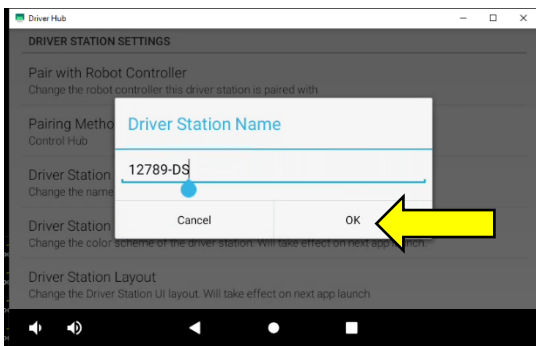 Driver Hub
DRIVER STATION SETTINGS
Pair with Robot Controller
Change the robot controller this driver station is paired with
Pairing Metho
Control Hub
Driver Station Name
12789-DS
Driver Station
Change the name
Cancel
OK
Driver Station
Change the color scheme of the driver station. Will take effect on next app launch.
Driver Station Layout
Change the Driver Station UI layout. Will take effect on next app launch